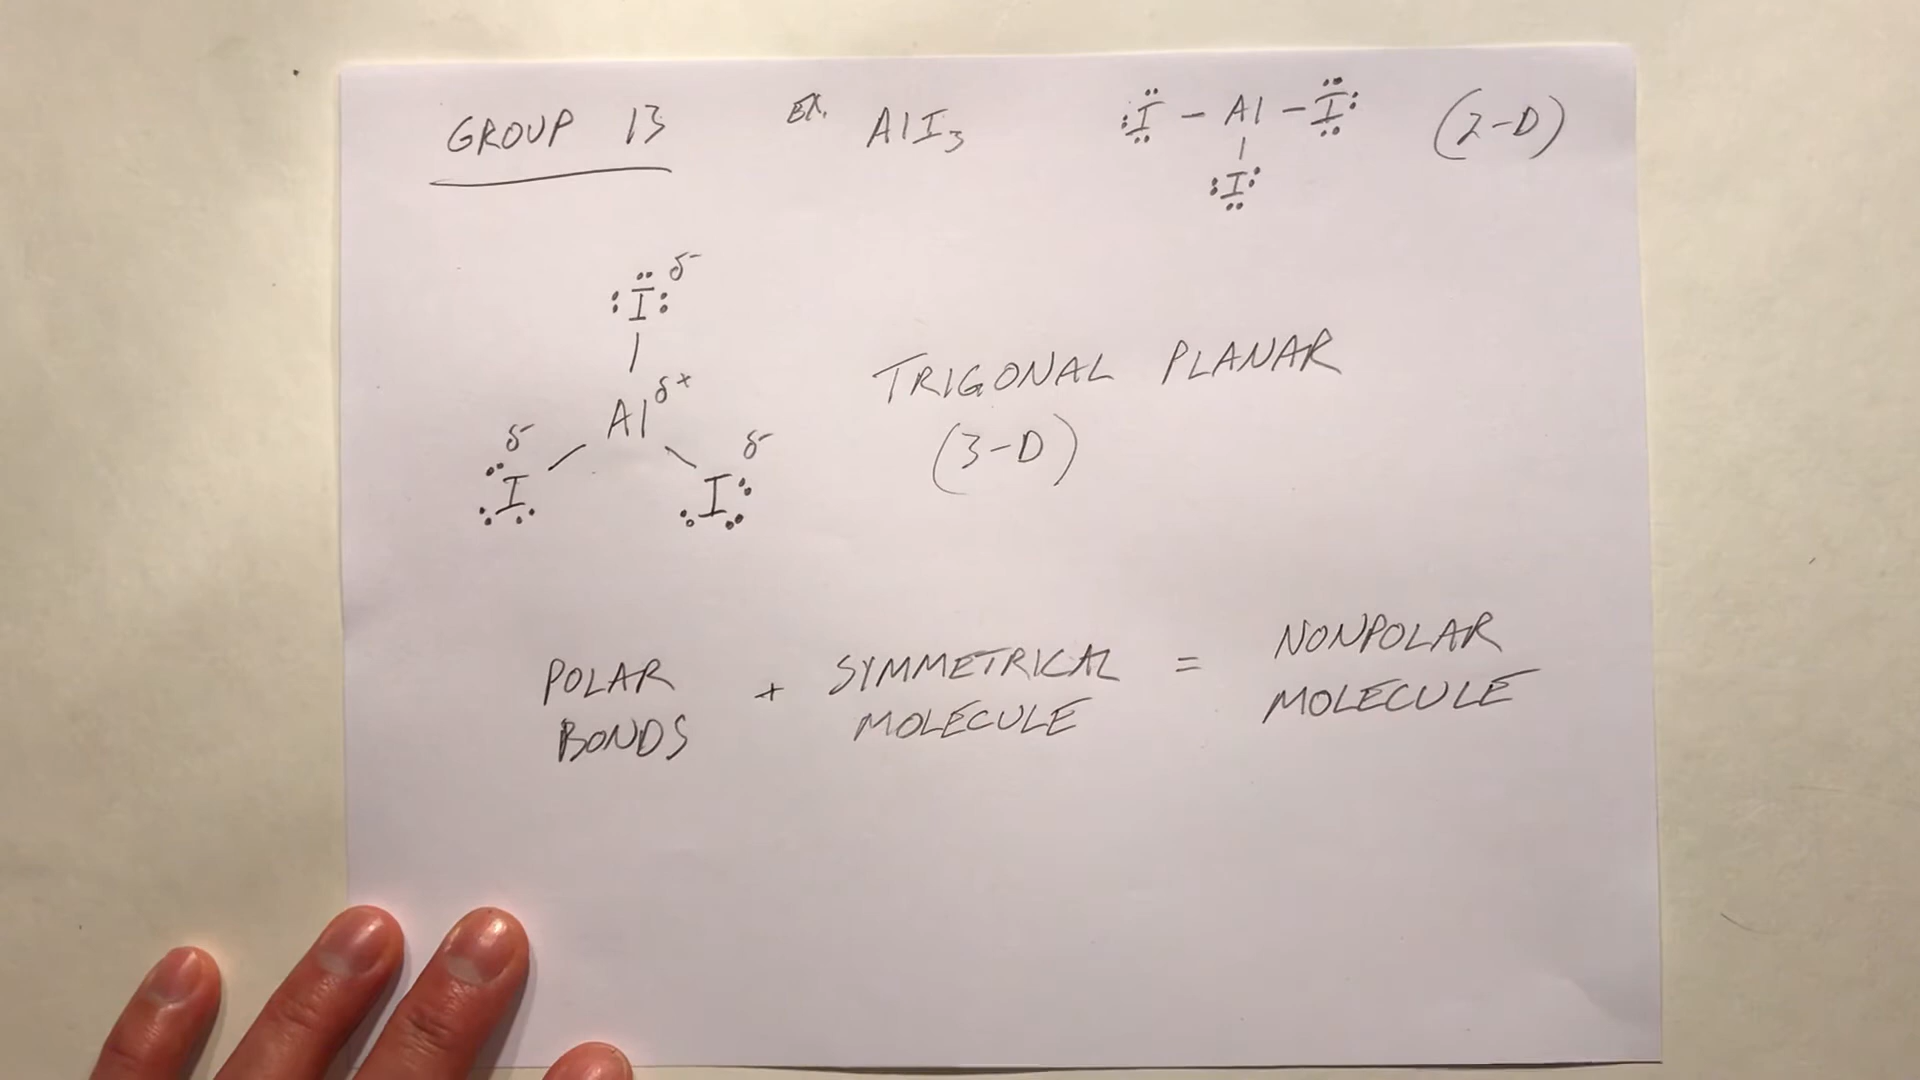 GROUP 13 EX. AlI₃ I - Al - I (2-D)
I
I δ-
Al δ+
δ- δ-
I I
TRIGONAL PLANAR
(3-D)
POLAR BONDS + SYMMETRICAL MOLECULE = NONPOLAR MOLECULE